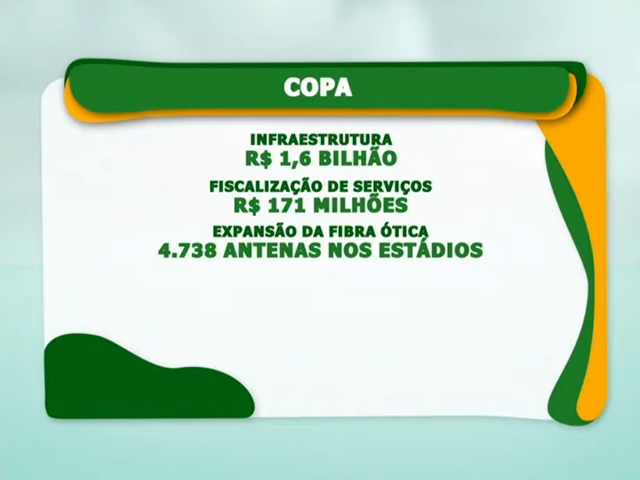 COPA
INFRAESTRUTURA
R$ 1,6 BILHÃO
FISCALIZAÇÃO DE SERVIÇOS
R$ 171 MILHÕES
EXPANSÃO DA FIBRA ÓTICA
4.738 ANTENAS NOS ESTÁDIOS